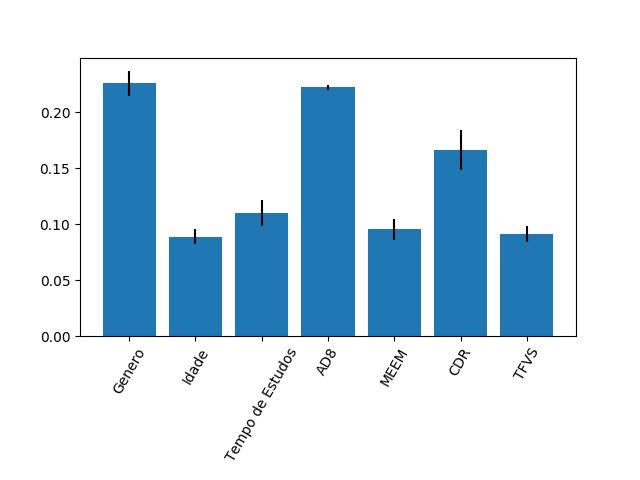 0.20
0.15
0.10
0.05
0.00
Genero
Idade
Tempo de Estudos
AD8
MEEM
CDR
TFVS